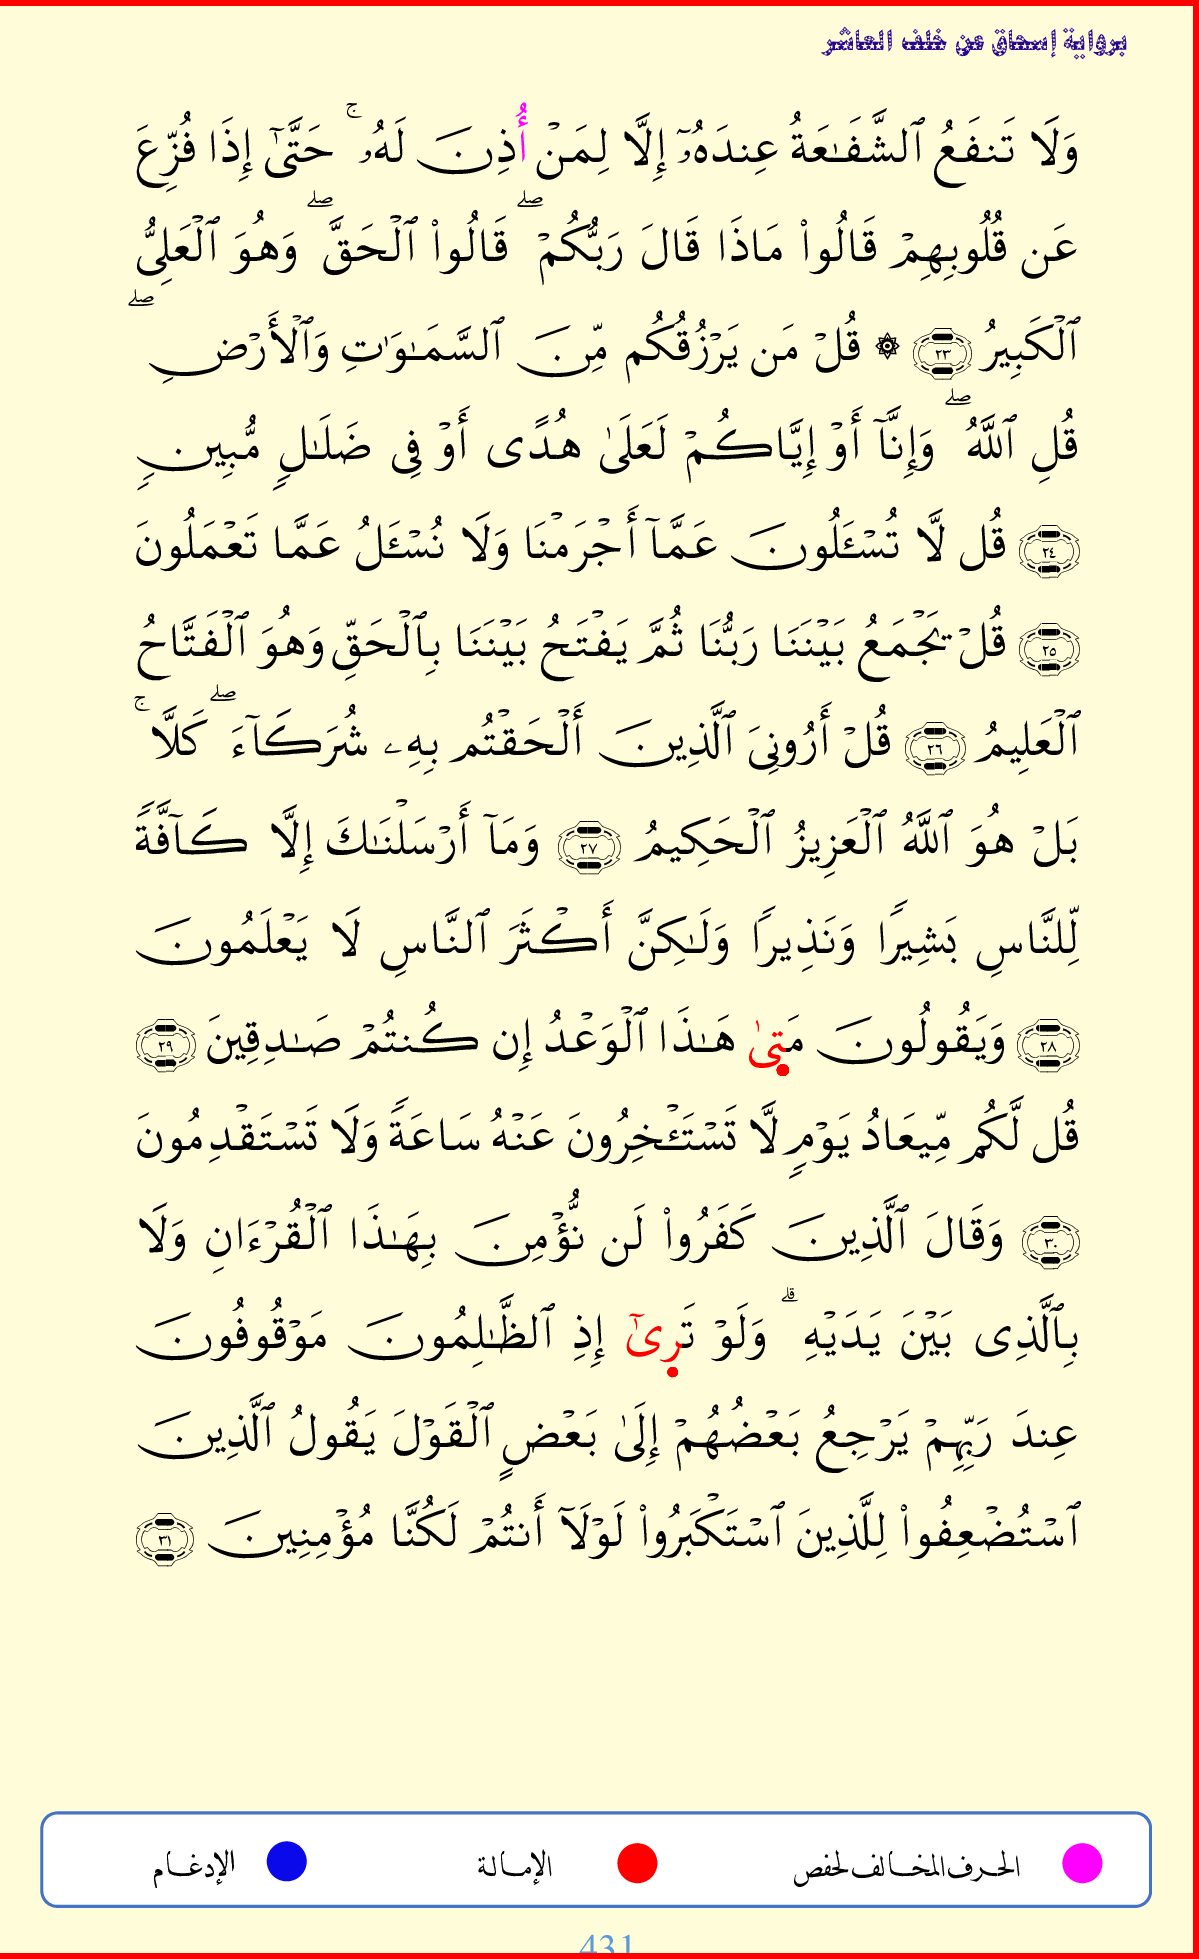 برواية إسحاق عن خلف العاشر
وَلَا تَنفَعُ ٱلشَّفَـٰعَةُ عِندَهُۥٓ إِلَّا لِمَنۡ أُذِنَ لَهُۥ ۚ حَتَّىٰٓ إِذَا فُزِّعَ
عَن قُلُوبِهِمۡ قَالُوا۟ مَاذَا قَالَ رَبُّكُمۡ ۖ قَالُوا۟ ٱلۡحَقَّ ۖ وَهُوَ ٱلۡعَلِىُّ
ٱلۡكَبِيرُ ٢٣ ۞ قُلۡ مَن يَرۡزُقُكُم مِّنَ ٱلسَّمَـٰوَٰتِ وَٱلۡأَرۡضِ ۖ
قُلِ ٱللَّهُ ۖ وَإِنَّآ أَوۡ إِيَّاكُمۡ لَعَلَىٰ هُدًى أَوۡ فِى ضَلَـٰلٍ مُّبِينٍ
٢٤ قُل لَّا تُسۡـَٔلُونَ عَمَّآ أَجۡرَمۡنَا وَلَا نُسۡـَٔلُ عَمَّا تَعۡمَلُونَ
٢٥ قُلۡ يَجۡمَعُ بَيۡنَنَا رَبُّنَا ثُمَّ يَفۡتَحُ بَيۡنَنَا بِٱلۡحَقِّ وَهُوَ ٱلۡفَتَّاحُ
ٱلۡعَلِيمُ ٢٦ قُلۡ أَرُونِىَ ٱلَّذِينَ أَلۡحَقۡتُم بِهِۦ شُرَكَآءَ ۖ كَلَّا ۚ
بَلۡ هُوَ ٱللَّهُ ٱلۡعَزِيزُ ٱلۡحَكِيمُ ٢٧ وَمَآ أَرۡسَلۡنَـٰكَ إِلَّا كَآفَّةً
لِّلنَّاسِ بَشِيرًا وَنَذِيرًا وَلَـٰكِنَّ أَكۡثَرَ ٱلنَّاسِ لَا يَعۡلَمُونَ
٢٨ وَيَقُولُونَ مَتِىٰ هَـٰذَا ٱلۡوَعۡدُ إِن كُنتُمۡ صَـٰدِقِينَ ٢٩
قُل لَّكُم مِّيعَادُ يَوۡمٍ لَّا تَسۡتَـٔۡخِرُونَ عَنۡهُ سَاعَةً وَلَا تَسۡتَقۡدِمُونَ
٣٠ وَقَالَ ٱلَّذِينَ كَفَرُوا۟ لَن نُّؤۡمِنَ بِهَـٰذَا ٱلۡقُرۡءَانِ وَلَا
بِٱلَّذِى بَيۡنَ يَدَيۡهِ ۗ وَلَوۡ تَرِىٰٓ إِذِ ٱلظَّـٰلِمُونَ مَوۡقُوفُونَ
عِندَ رَبِّهِمۡ يَرۡجِعُ بَعۡضُهُمۡ إِلَىٰ بَعۡضٍ ٱلۡقَوۡلَ يَقُولُ ٱلَّذِينَ
ٱسۡتُضۡعِفُوا۟ لِلَّذِينَ ٱسۡتَكۡبَرُوا۟ لَوۡلَآ أَنتُمۡ لَكُنَّا مُؤۡمِنِينَ ٣١
الحرف المخالف لحفص الإمالة الإدغام
431